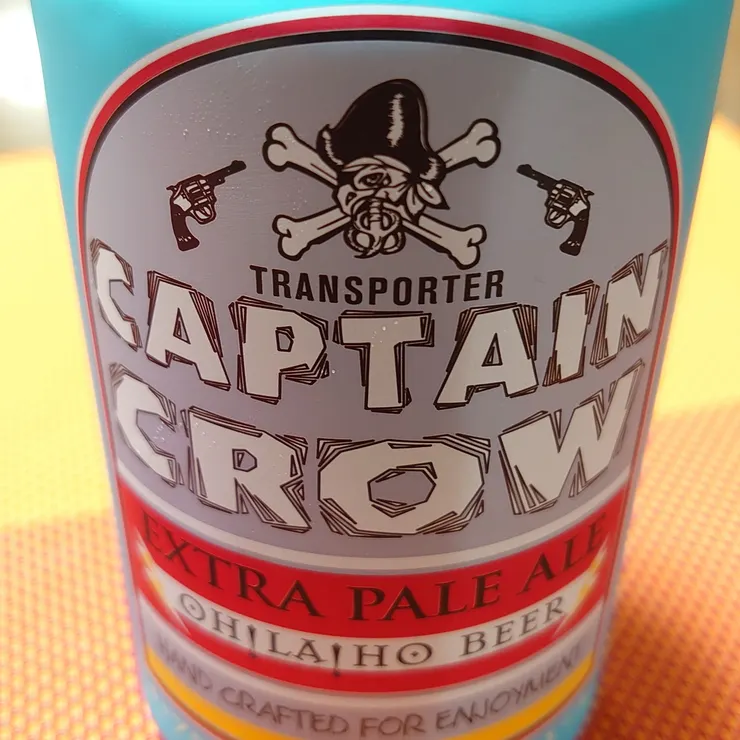 TRANSPORTER
CAPTAIN
CROW
EXTRA PALE ALE
OH!LA!HO BEER
HAND CRAFTED FOR ENJOYMENT